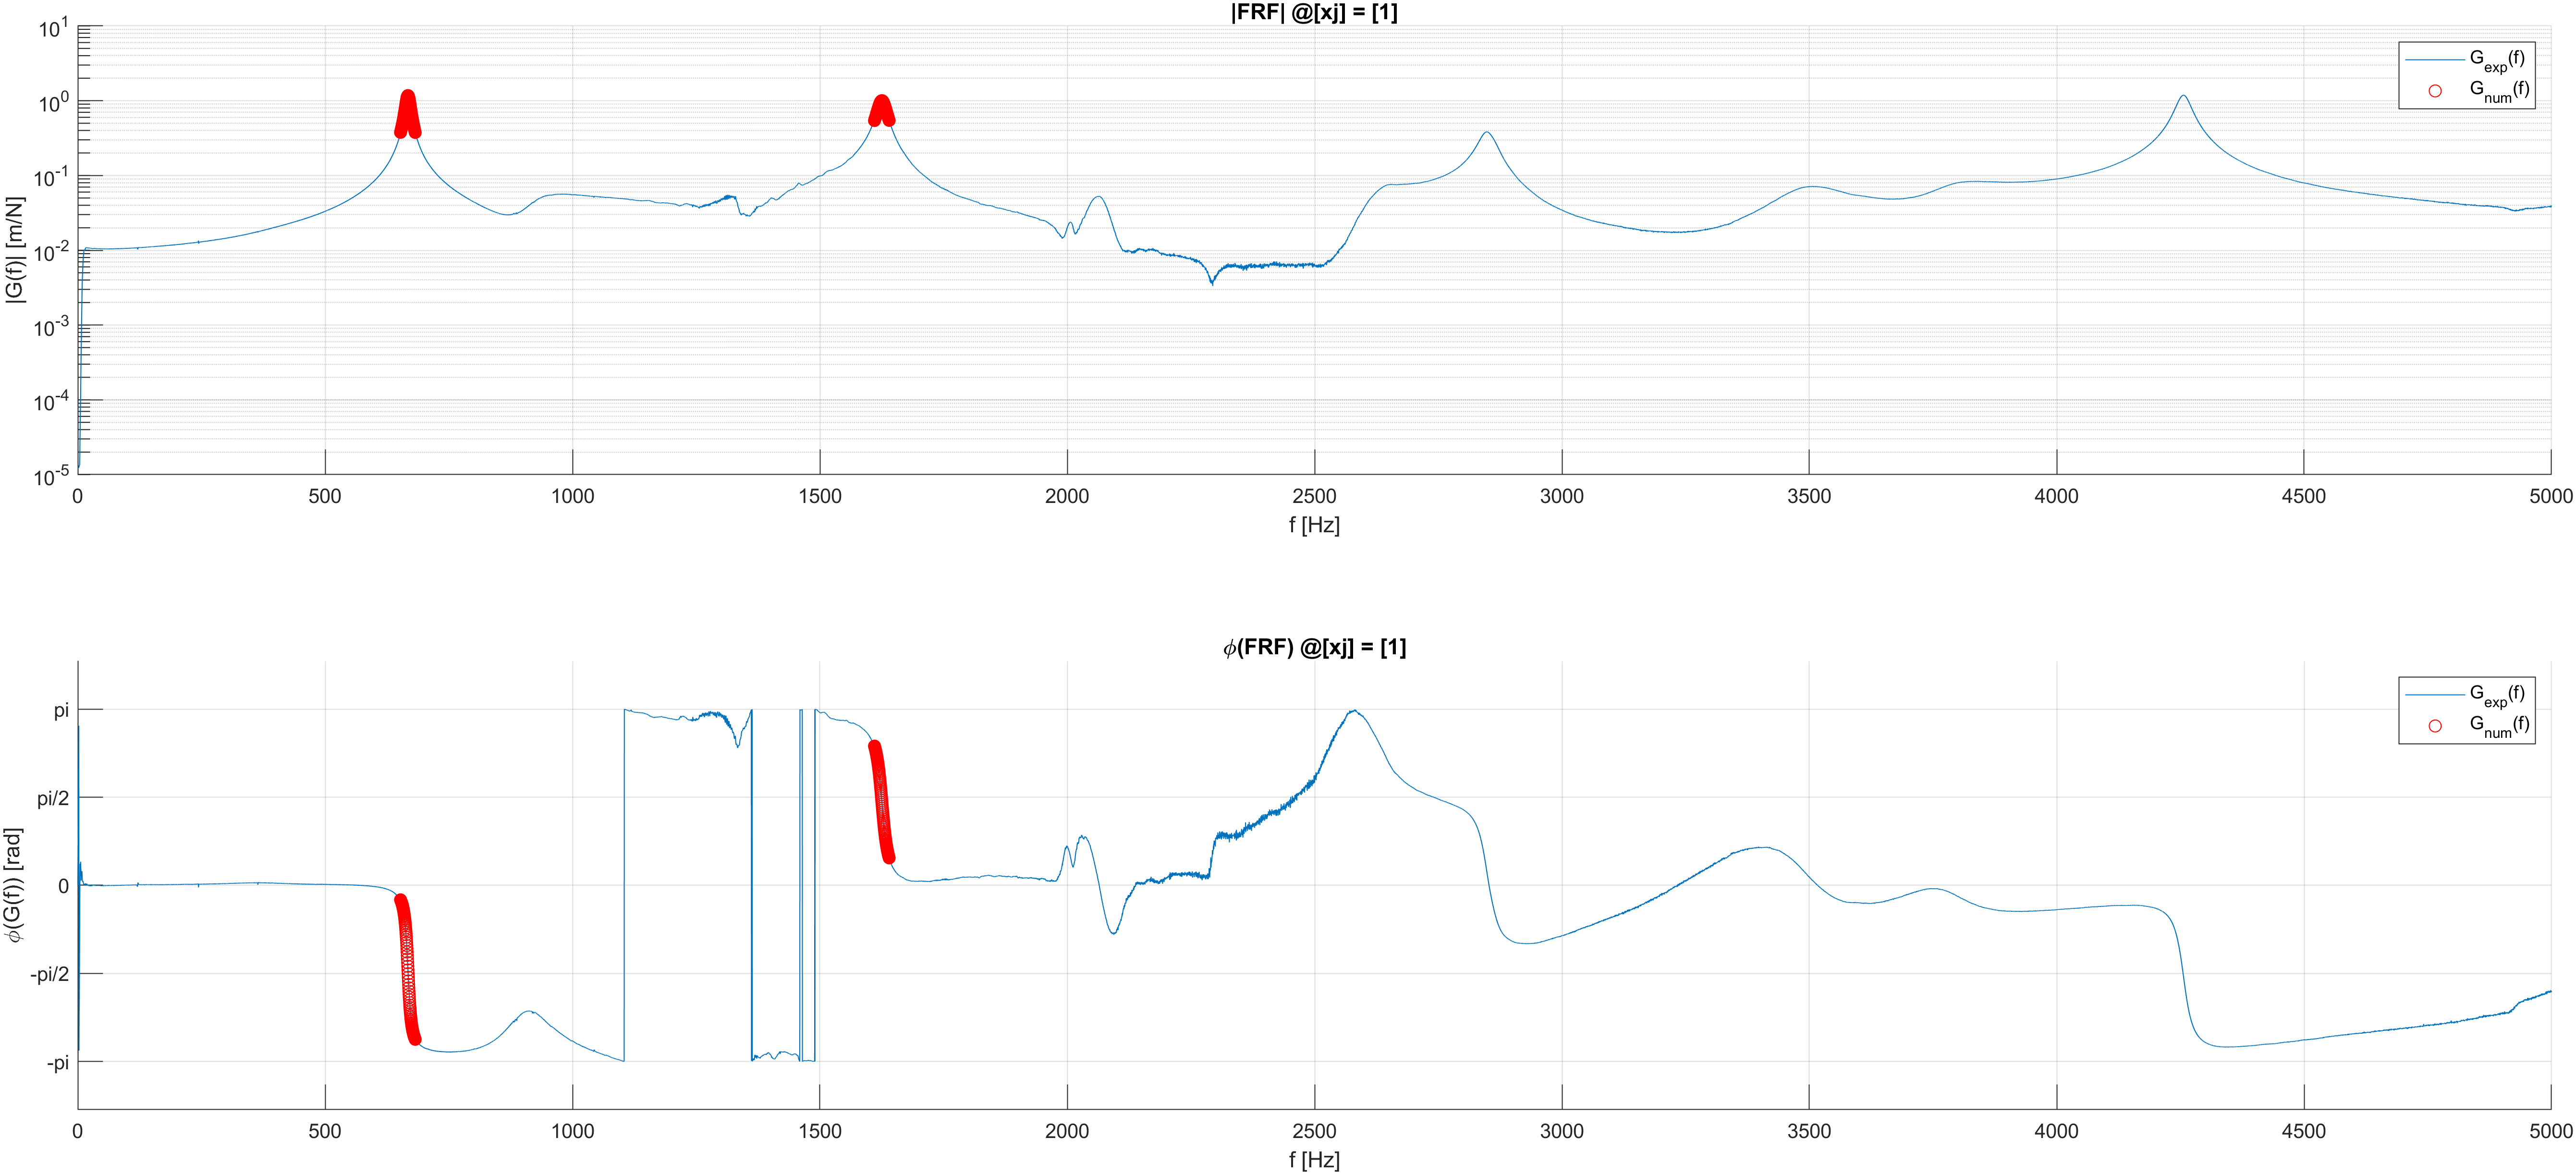 |FRF| @[xj] = [1]
|G(f)| [m/N]
10^1
10^0
10^-1
10^-2
10^-3
10^-4
10^-5
0 500 1000 1500 2000 2500 3000 3500 4000 4500 5000
f [Hz]
G_exp(f)
G_num(f)
ϕ(FRF) @[xj] = [1]
ϕ(G(f)) [rad]
pi
pi/2
0
-pi/2
-pi
0 500 1000 1500 2000 2500 3000 3500 4000 4500 5000
f [Hz]
G_exp(f)
G_num(f)